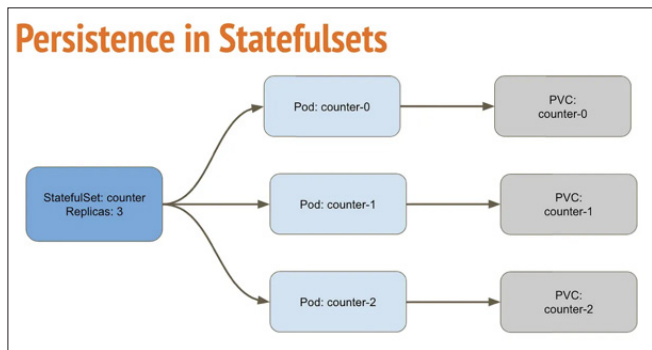 Persistence in Statefulsets
Pod: counter-0
PVC:
counter-0
StatefulSet: counter
Replicas: 3
Pod: counter-1
PVC:
counter-1
Pod: counter-2
PVC:
counter-2